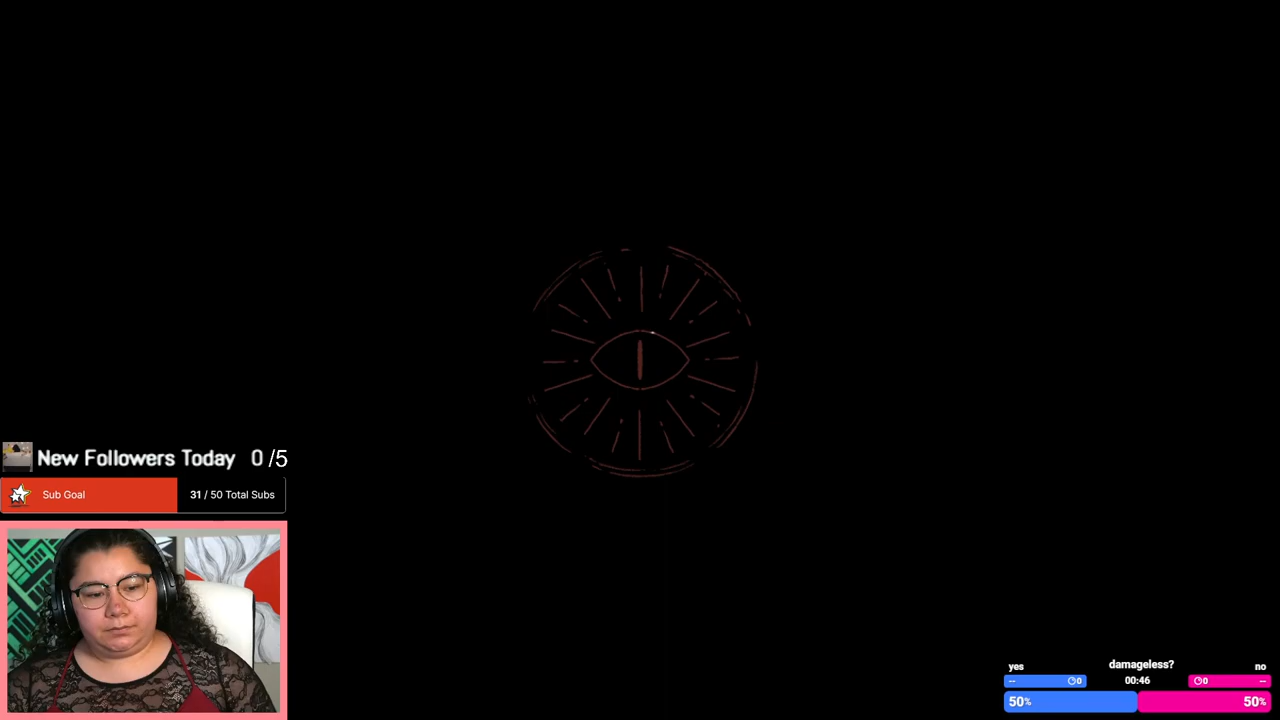 New Followers Today 0 /5
Sub Goal 31 / 50 Total Subs
damageless?
yes no
-- 0 00:46 0 --
50% 50%